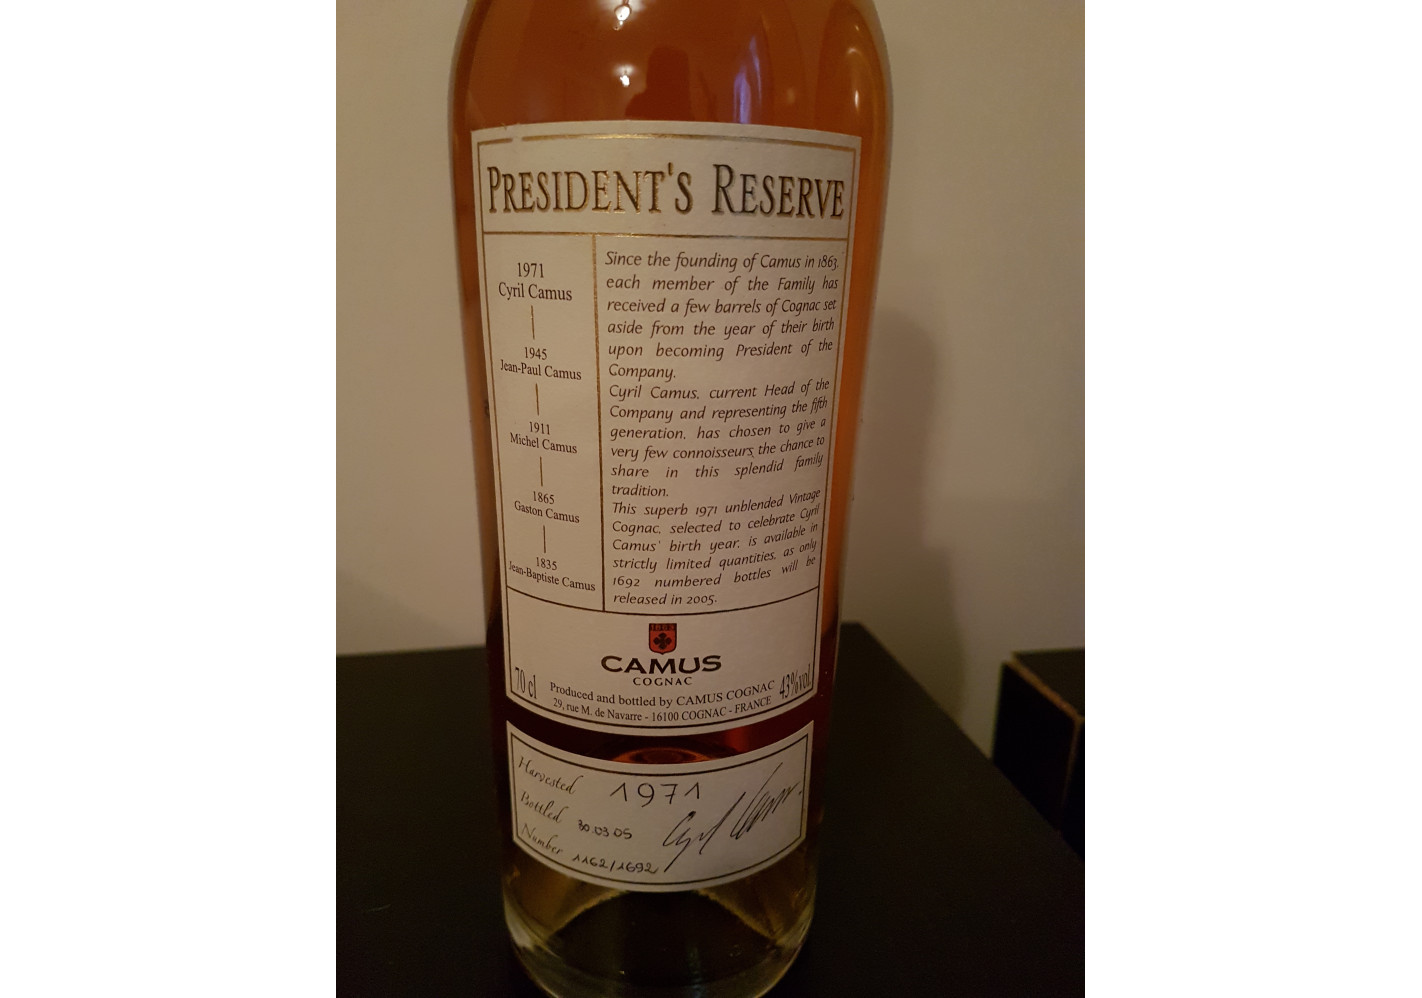 PRESIDENT'S RESERVE
1971
Cyril Camus
1945
Jean-Paul Camus
1911
Michel Camus
1865
Gaston Camus
1835
Jean-Baptiste Camus
Since the founding of Camus in 1863,
each member of the Family has
received a few barrels of Cognac set
aside from the year of their birth
upon becoming President of the
Company.
Cyril Camus, current Head of the
Company and representing the fifth
generation, has chosen to give a
very few connoisseurs the chance to
share in this splendid family
tradition.
This superb 1971 unblended Vintage
Cognac, selected to celebrate Cyril
Camus' birth year, is available in
strictly limited quantities, as only
1692 numbered bottles will be
released in 2005.
1863
CAMUS
COGNAC
70 cl
Produced and bottled by CAMUS COGNAC
29, rue M. de Navarre - 16100 COGNAC - FRANCE
43%vol.
Harvested 1971
Bottled 30.03.05
Number 1162/1692
Cyril Camus